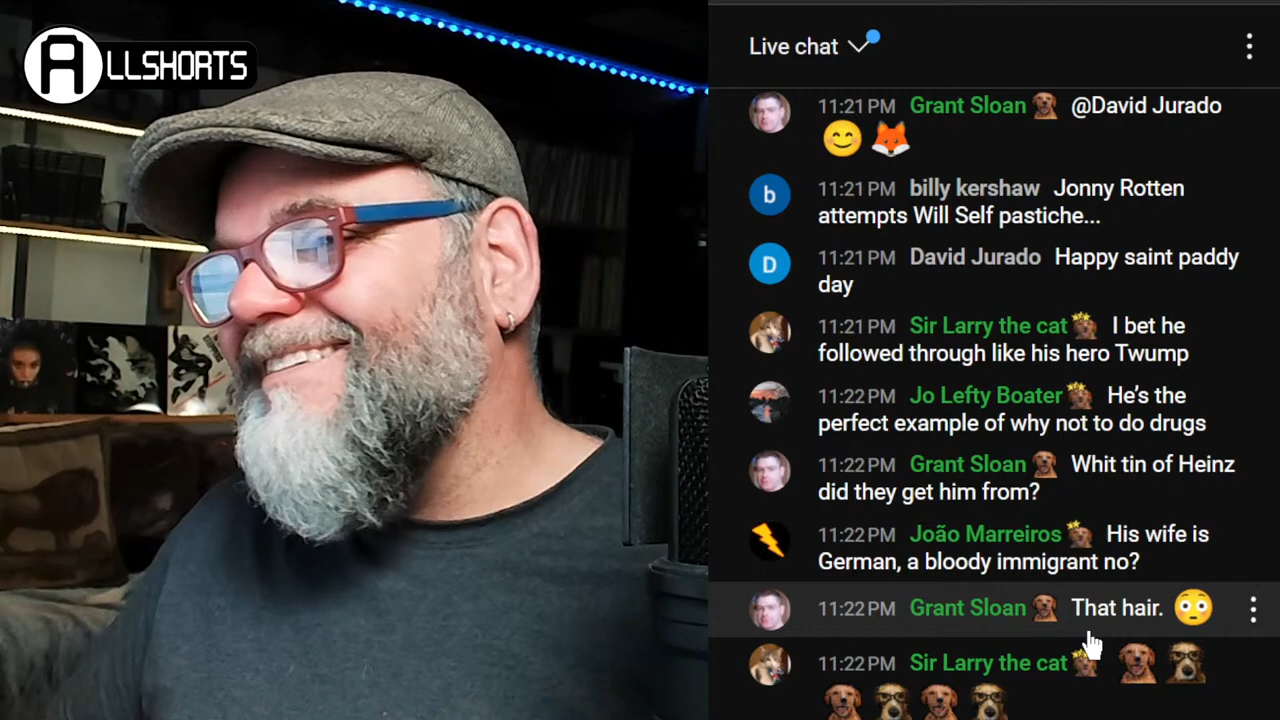 ALLSHORTS
Live chat
11:21 PM Grant Sloan @David Jurado
11:21 PM billy kershaw Jonny Rotten
attempts Will Self pastiche...
11:21 PM David Jurado Happy saint paddy
day
11:21 PM Sir Larry the cat I bet he
followed through like his hero Twump
11:22 PM Jo Lefty Boater He’s the
perfect example of why not to do drugs
11:22 PM Grant Sloan Whit tin of Heinz
did they get him from?
11:22 PM João Marreiros His wife is
German, a bloody immigrant no?
11:22 PM Grant Sloan That hair.
11:22 PM Sir Larry the cat
b
D